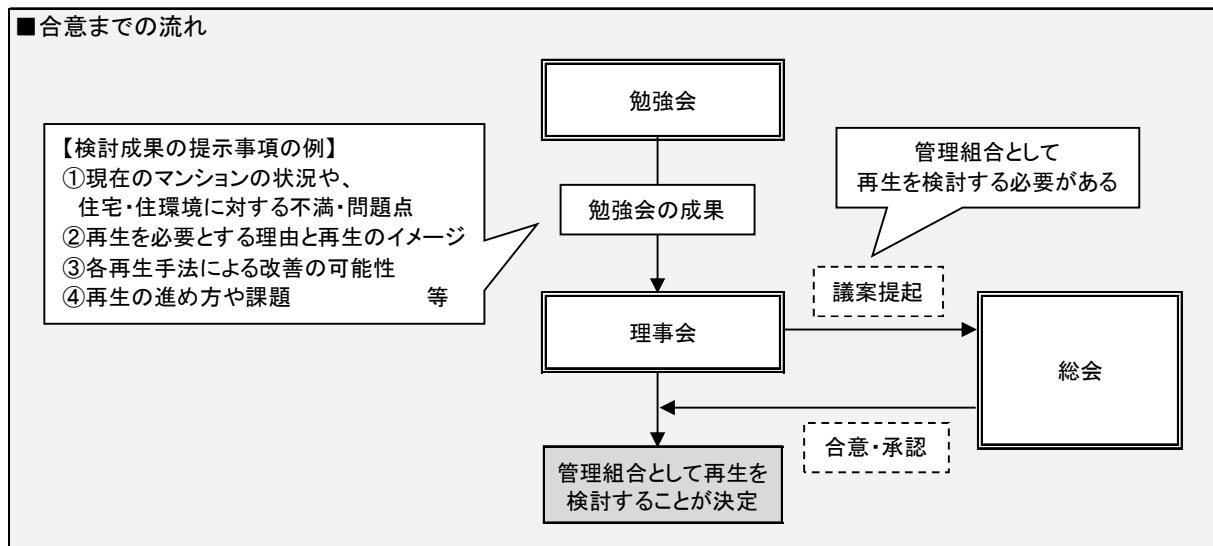 ■合意までの流れ
勉強会
【検討成果の提示事項の例】
①現在のマンションの状況や、
住宅・住環境に対する不満・問題点
②再生を必要とする理由と再生のイメージ
③各再生手法による改善の可能性
④再生の進め方や課題 等
勉強会の成果
管理組合として
再生を検討する必要がある
議案提起
理事会
総会
合意・承認
管理組合として再生を
検討することが決定